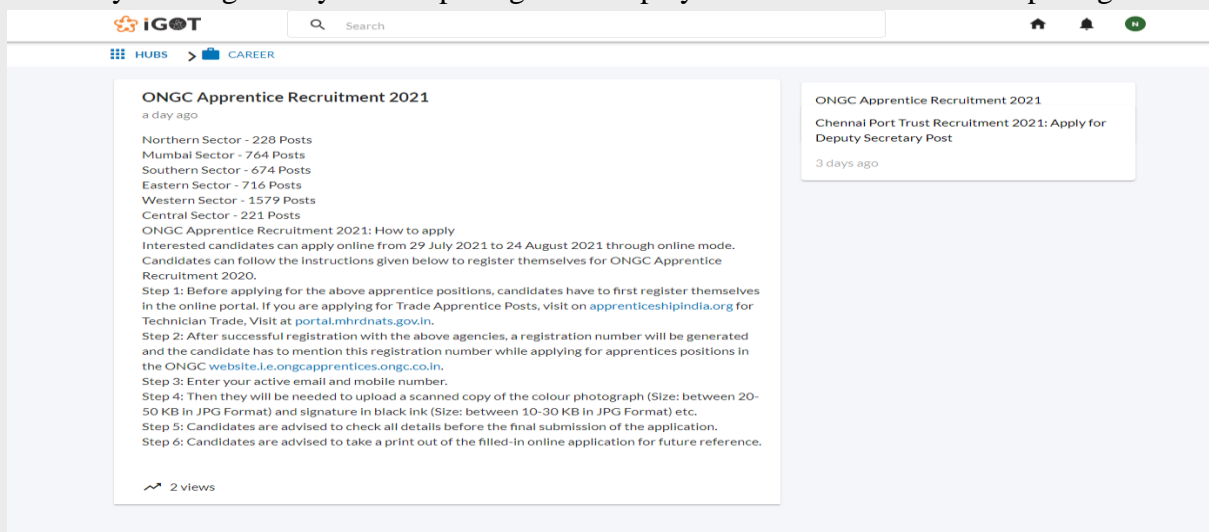 iGOT
Search
N
HUBS > CAREER
ONGC Apprentice Recruitment 2021
a day ago
Northern Sector - 228 Posts
Mumbai Sector - 764 Posts
Southern Sector - 674 Posts
Eastern Sector - 716 Posts
Western Sector - 1579 Posts
Central Sector - 221 Posts
ONGC Apprentice Recruitment 2021: How to apply
Interested candidates can apply online from 29 July 2021 to 24 August 2021 through online mode.
Candidates can follow the instructions given below to register themselves for ONGC Apprentice
Recruitment 2020.
Step 1: Before applying for the above apprentice positions, candidates have to first register themselves
in the online portal. If you are applying for Trade Apprentice Posts, visit on apprenticeshipindia.org for
Technician Trade, Visit at portal.mhrdnats.gov.in.
Step 2: After successful registration with the above agencies, a registration number will be generated
and the candidate has to mention this registration number while applying for apprentices positions in
the ONGC website.i.e.ongcapprentices.ongc.co.in.
Step 3: Enter your active email and mobile number.
Step 4: Then they will be needed to upload a scanned copy of the colour photograph (Size: between 20-
50 KB in JPG Format) and signature in black ink (Size: between 10-30 KB in JPG Format) etc.
Step 5: Candidates are advised to check all details before the final submission of the application.
Step 6: Candidates are advised to take a print out of the filled-in online application for future reference.
2 views
ONGC Apprentice Recruitment 2021
Chennai Port Trust Recruitment 2021: Apply for
Deputy Secretary Post
3 days ago